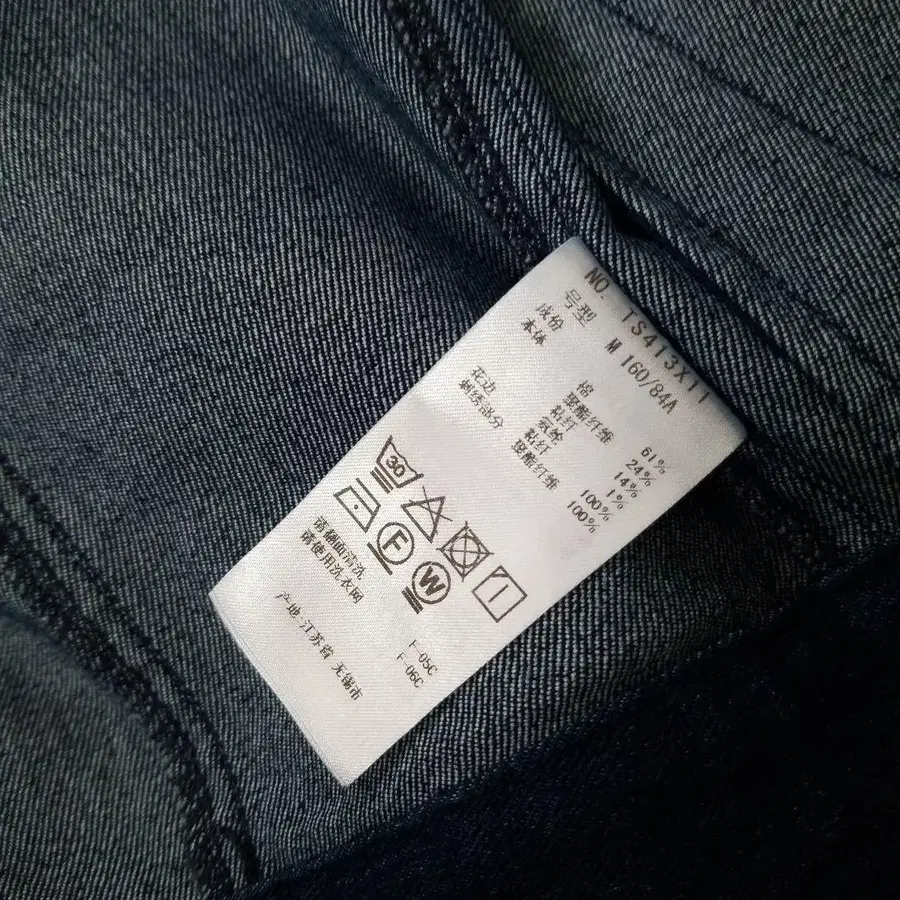 NO. TS413X11
号型 M 160/84A
成份
本体 棉 61%
聚酯纤维 24%
粘纤 14%
氨纶 1%
花边 粘纤 100%
刺绣部分 聚酯纤维 100%
30
F W
请翻面清洗
请使用洗衣网
F-05C
F-06C
产地:江苏省 无锡市